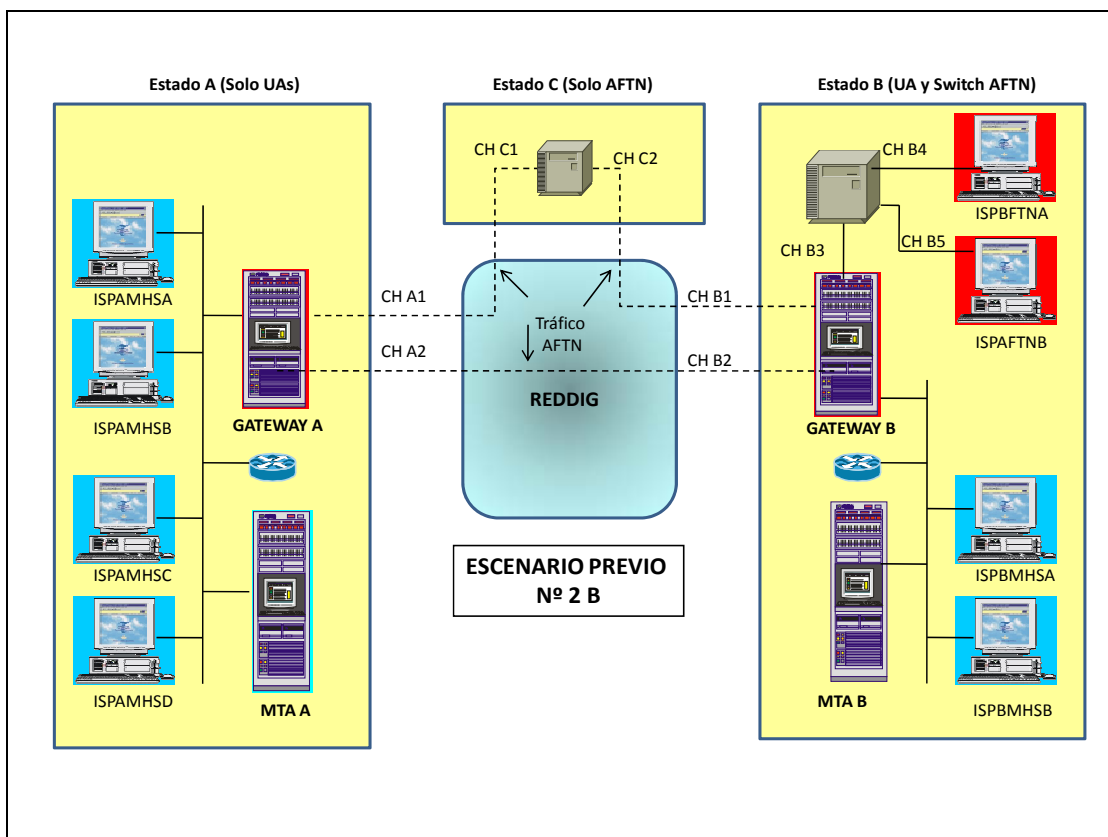 Estado A (Solo UAs)
Estado C (Solo AFTN)
Estado B (UA y Switch AFTN)
CH C1
CH C2
CH B4
ISPBFTNA
CH B3
CH B5
ISPAFTNB
ISPAMHSA
CH A1
CH B1
Tráfico
AFTN
CH A2
CH B2
REDDIG
ISPAMHSB
GATEWAY A
GATEWAY B
ISPAMHSC
ISPBMHSA
ESCENARIO PREVIO
Nº 2 B
ISPAMHSD
MTA A
MTA B
ISPBMHSB